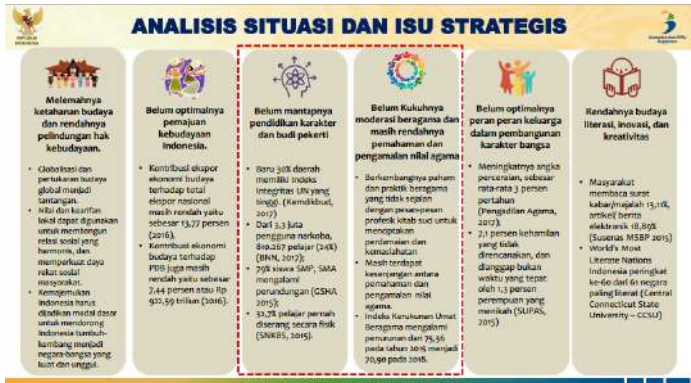 ANALISIS SITUASI DAN ISU STRATEGIS
REPUBLIK
INDONESIA
Melemahnya
ketahanan budaya
dan rendahnya
pelindungan hak
kebudayaan.
• Globalisasi dan
pertukaran budaya
global menjadi
tantangan.
• Nilai dan kearifan
lokal dapat digunakan
untuk membangun
relasi sosial yang
harmonis, dan
memperkuat daya
rekat sosial
masyarakat.
• Kemajemukan
Indonesia harus
dijadikan modal dasar
untuk mendorong
Indonesia tumbuh-
kembang menjadi
negara-bangsa yang
kuat dan unggul.
Belum optimalnya
pemajuan
kebudayaan
Indonesia.
• Kontribusi ekspor
ekonomi budaya
terhadap total
ekspor nasional
masih rendah yaitu
sebesar 13,77 persen
(2016).
• Kontribusi ekonomi
budaya terhadap
PDB juga masih
rendah yaitu sebesar
7,44 persen atau Rp
922,59 triliun (2016).
Belum mantapnya
pendidikan karakter
dan budi pekerti
• Baru 30% daerah
memiliki Indeks
Integritas UN yang
tinggi. (Kemdikbud,
2017)
• Dari 3,3 juta
pengguna narkoba,
810.267 pelajar (24%)
(BNN, 2017);
• 79% siswa SMP, SMA
mengalami
perundungan (GSHA
2015);
• 32,7% pelajar pernah
diserang secara fisik
(SNKBS, 2015).
Belum Kukuhnya
moderasi beragama dan
masih rendahnya
pemahaman dan
pengamalan nilai agama
• Berkembangnya paham
dan praktik beragama
yang tidak sejalan
dengan pesan-pesan
profetik kitab suci untuk
menciptakan
perdamaian dan
kemaslahatan
• Masih terdapat
kesenjangan antara
pemahaman dan
pengamalan nilai
agama.
• Indeks Kerukunan Umat
Beragama mengalami
penurunan dari 75,36
pada tahun 2015 menjadi
70,90 pada 2018.
Belum optimalnya
peran peran keluarga
dalam pembangunan
karakter bangsa
• Meningkatnya angka
perceraian, sebesar
rata-rata 3 persen
pertahun
(Pengadilan Agama,
2017);
• 7,1 persen kehamilan
yang tidak
direncanakan, dan
dianggap bukan
waktu yang tepat
oleh 1,3 persen
perempuan yang
menikah (SUPAS,
2015)
Rendahnya budaya
literasi, inovasi, dan
kreativitas
• Masyarakat
membaca surat
kabar/majalah 13,11%,
artikel/ berita
elektronik 18,89%
(Susenas MSBP 2015)
• World's Most
Literate Nations
Indonesia peringkat
ke-60 dari 61 negara
paling literat (Central
Connecticut State
University – CCSU)